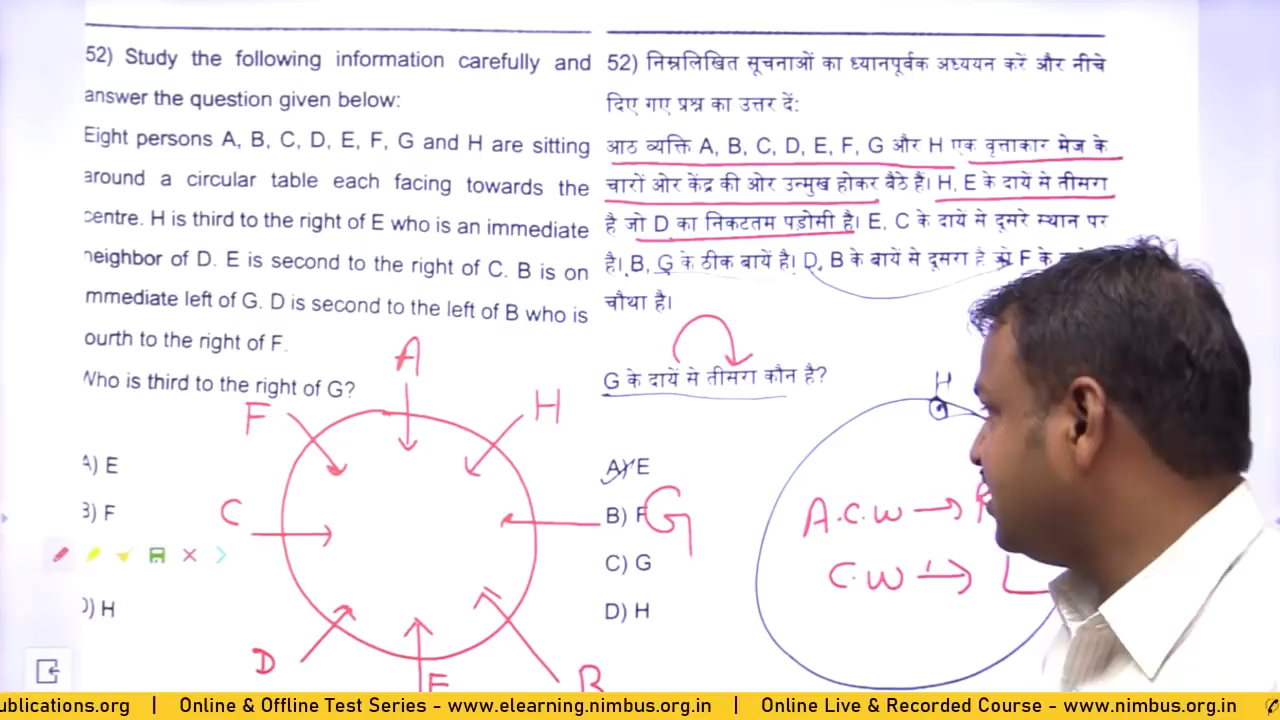 52) Study the following information carefully and
answer the question given below:
Eight persons A, B, C, D, E, F, G and H are sitting
around a circular table each facing towards the
centre. H is third to the right of E who is an immediate
neighbor of D. E is second to the right of C. B is on
mmediate left of G. D is second to the left of B who is
ourth to the right of F.
Who is third to the right of G?
A) E
B) F
D) H
52) निम्नलिखित सूचनाओं का ध्यानपूर्वक अध्ययन करें और नीचे
दिए गए प्रश्न का उत्तर दें:
आठ व्यक्ति A, B, C, D, E, F, G और H एक वृत्ताकार मेज के
चारों ओर केंद्र की ओर उन्मुख होकर बैठे हैं। H, E के दायें से तीसरा
है जो D का निकटतम पड़ोसी है। E, C के दायें से दूसरे स्थान पर
है। B, G के ठीक बायें है। D, B के बायें से दूसरा है जो F के
चौथा है।
G के दायें से तीसरा कौन है?
A) E
B) F
C) G
D) H
A
F
H
C
G
D
E
B
H
A.C.W → R
C.W → L
ublications.org | Online & Offline Test Series - www.elearning.nimbus.org.in | Online Live & Recorded Course - www.nimbus.org.in